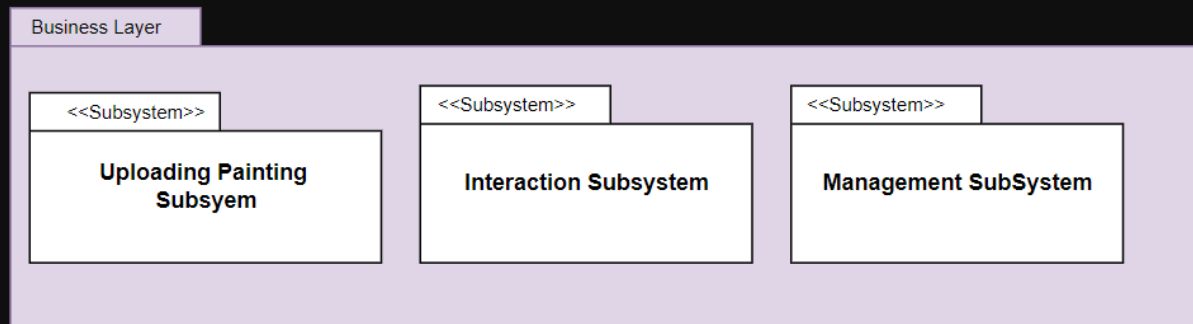 Business Layer
<<Subsystem>>
Uploading Painting
Subsyem
<<Subsystem>>
Interaction Subsystem
<<Subsystem>>
Management SubSystem